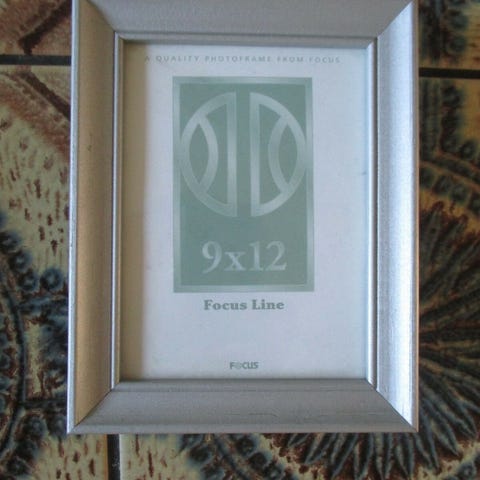 A QUALITY PHOTOFRAME FROM FOCUS
9x12
Focus Line
FOCUS